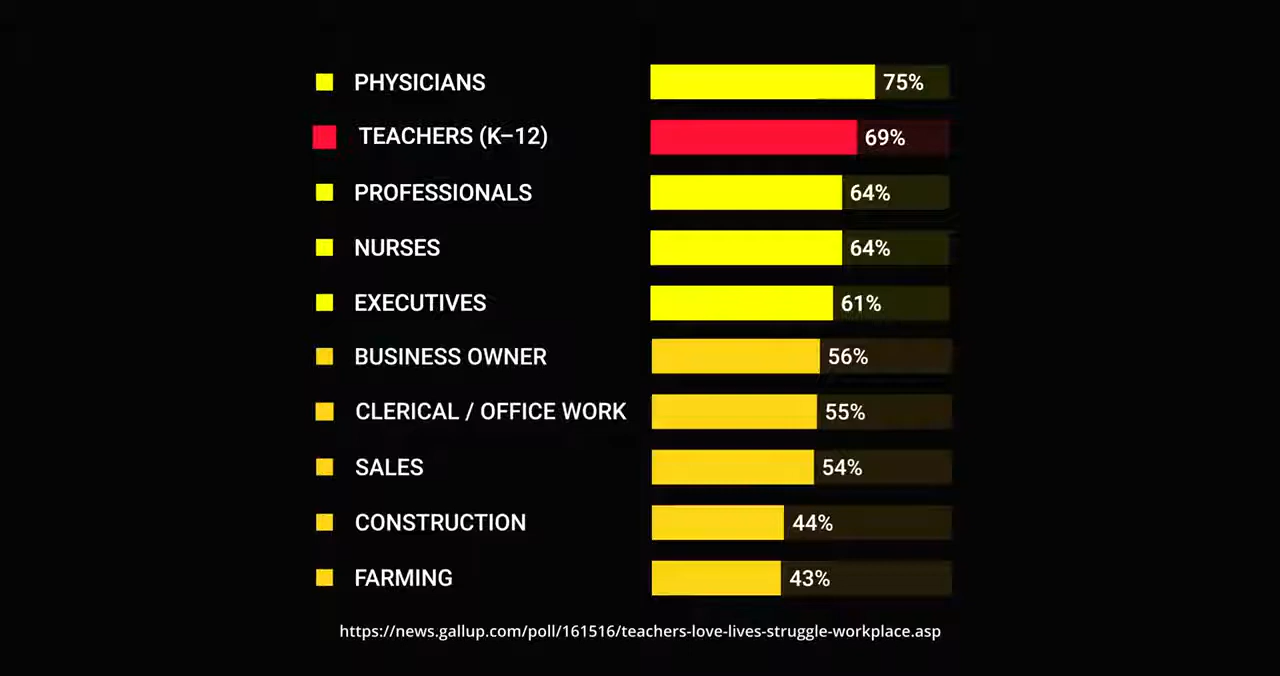 PHYSICIANS 75%
TEACHERS (K–12) 69%
PROFESSIONALS 64%
NURSES 64%
EXECUTIVES 61%
BUSINESS OWNER 56%
CLERICAL / OFFICE WORK 55%
SALES 54%
CONSTRUCTION 44%
FARMING 43%
https://news.gallup.com/poll/161516/teachers-love-lives-struggle-workplace.asp